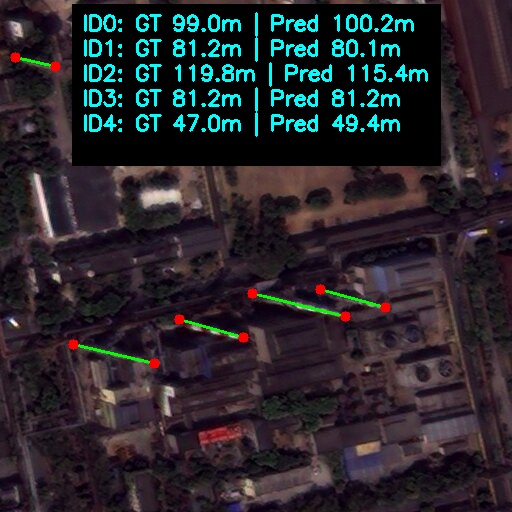 ID0: GT 99.0m | Pred 100.2m
ID1: GT 81.2m | Pred 80.1m
ID2: GT 119.8m | Pred 115.4m
ID3: GT 81.2m | Pred 81.2m
ID4: GT 47.0m | Pred 49.4m